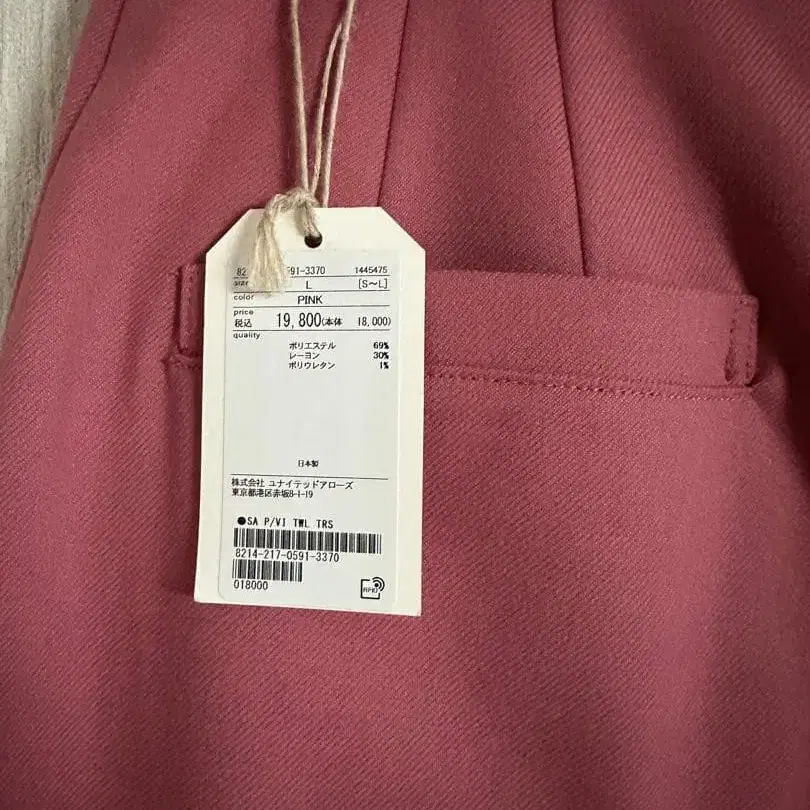 82 591-3370 1445475
size L [S〜L]
color PINK
price
税込 19,800(本体 18,000)
quality
ポリエステル 69%
レーヨン 30%
ポリウレタン 1%
日本製
株式会社 ユナイテッドアローズ
東京都港区赤坂8-1-19
●SA P/VI TWL TRS
8214-217-0591-3370
018000
RFID